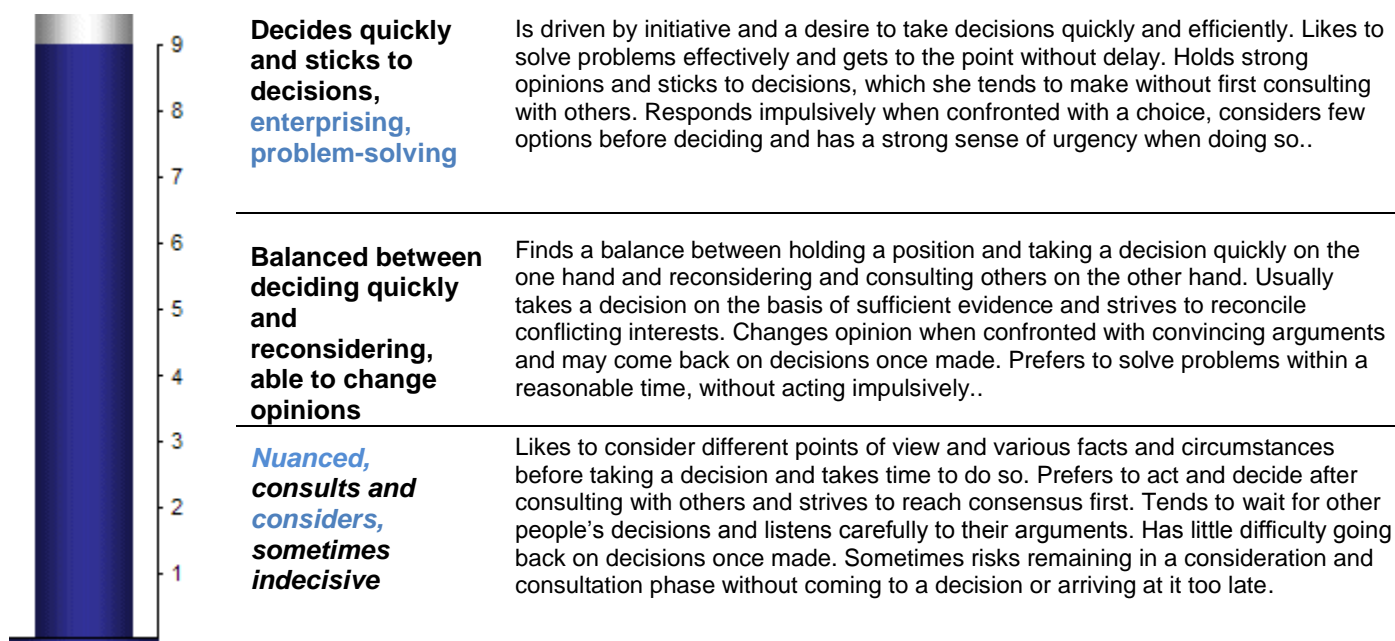 9
8
7
6
5
4
3
2
1
Decides quickly
and sticks to
decisions,
enterprising,
problem-solving
Is driven by initiative and a desire to take decisions quickly and efficiently. Likes to
solve problems effectively and gets to the point without delay. Holds strong
opinions and sticks to decisions, which she tends to make without first consulting
with others. Responds impulsively when confronted with a choice, considers few
options before deciding and has a strong sense of urgency when doing so..
Balanced between
deciding quickly
and
reconsidering,
able to change
opinions
Finds a balance between holding a position and taking a decision quickly on the
one hand and reconsidering and consulting others on the other hand. Usually
takes a decision on the basis of sufficient evidence and strives to reconcile
conflicting interests. Changes opinion when confronted with convincing arguments
and may come back on decisions once made. Prefers to solve problems within a
reasonable time, without acting impulsively..
Nuanced,
consults and
considers,
sometimes
indecisive
Likes to consider different points of view and various facts and circumstances
before taking a decision and takes time to do so. Prefers to act and decide after
consulting with others and strives to reach consensus first. Tends to wait for other
people's decisions and listens carefully to their arguments. Has little difficulty going
back on decisions once made. Sometimes risks remaining in a consideration and
consultation phase without coming to a decision or arriving at it too late.